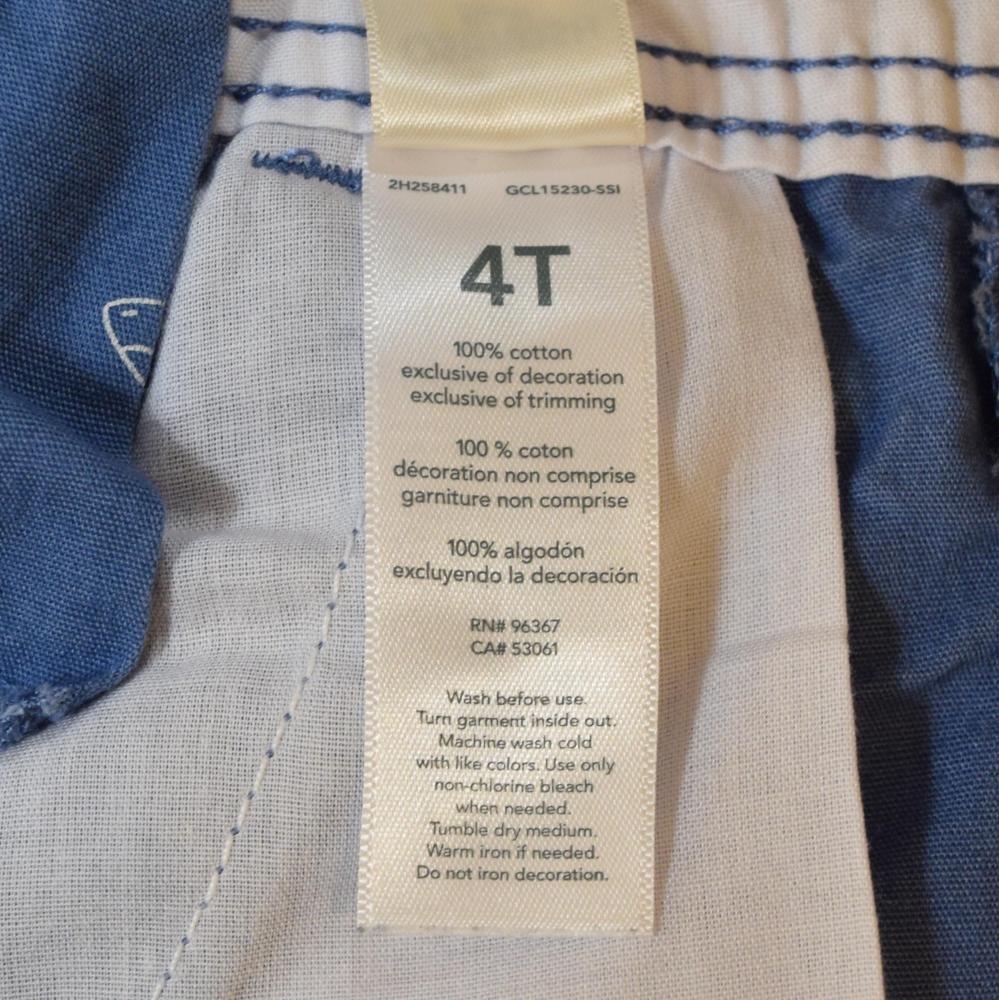 2H258411 GCL15230-SSI
4T
100% cotton
exclusive of decoration
exclusive of trimming
100 % coton
décoration non comprise
garniture non comprise
100% algodón
excluyendo la decoración
RN# 96367
CA# 53061
Wash before use.
Turn garment inside out.
Machine wash cold
with like colors. Use only
non-chlorine bleach
when needed.
Tumble dry medium.
Warm iron if needed.
Do not iron decoration.